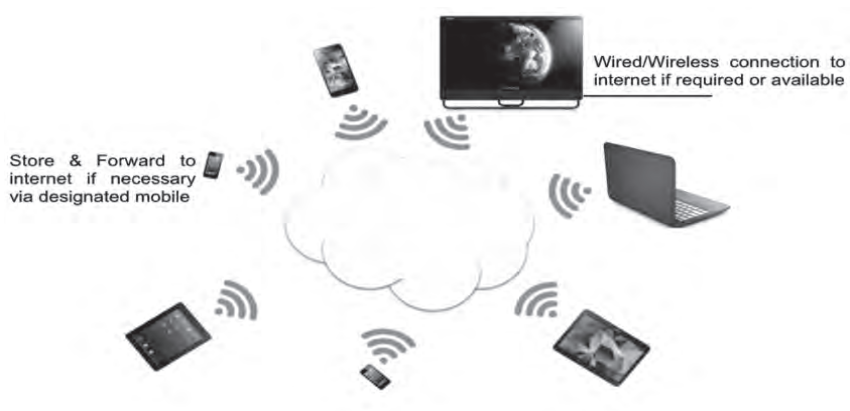 Wired/Wireless connection to
internet if required or available
Store & Forward to
internet if necessary
via designated mobile